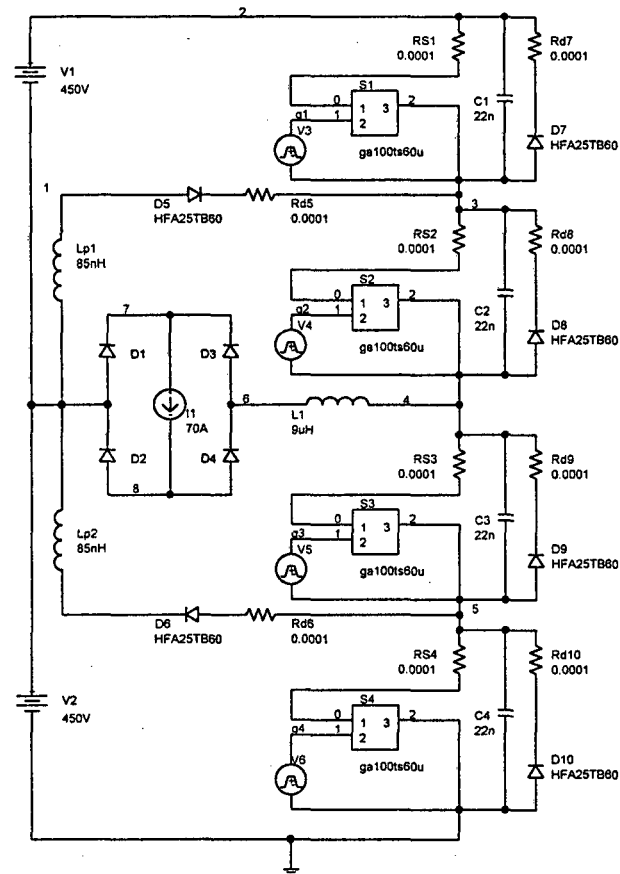 2
V1
450V
RS1
0.0001
Rd7
0.0001
S1
0
1
2
3
2
g1
1
V3
ga100ts60u
C1
22n
D7
HFA25TB60
1
D5
HFA25TB60
Rd5
0.0001
3
Lp1
85nH
RS2
0.0001
Rd8
0.0001
S2
0
1
2
3
2
g2
1
V4
ga100ts60u
C2
22n
D8
HFA25TB60
7
D1
D3
I1
70A
6
L1
9uH
4
D2
D4
8
RS3
0.0001
Rd9
0.0001
Lp2
85nH
S3
0
1
2
3
2
g3
1
V5
ga100ts60u
C3
22n
D9
HFA25TB60
D6
HFA25TB60
Rd6
0.0001
5
V2
450V
RS4
0.0001
Rd10
0.0001
S4
0
1
2
3
2
g4
1
V6
ga100ts60u
C4
22n
D10
HFA25TB60